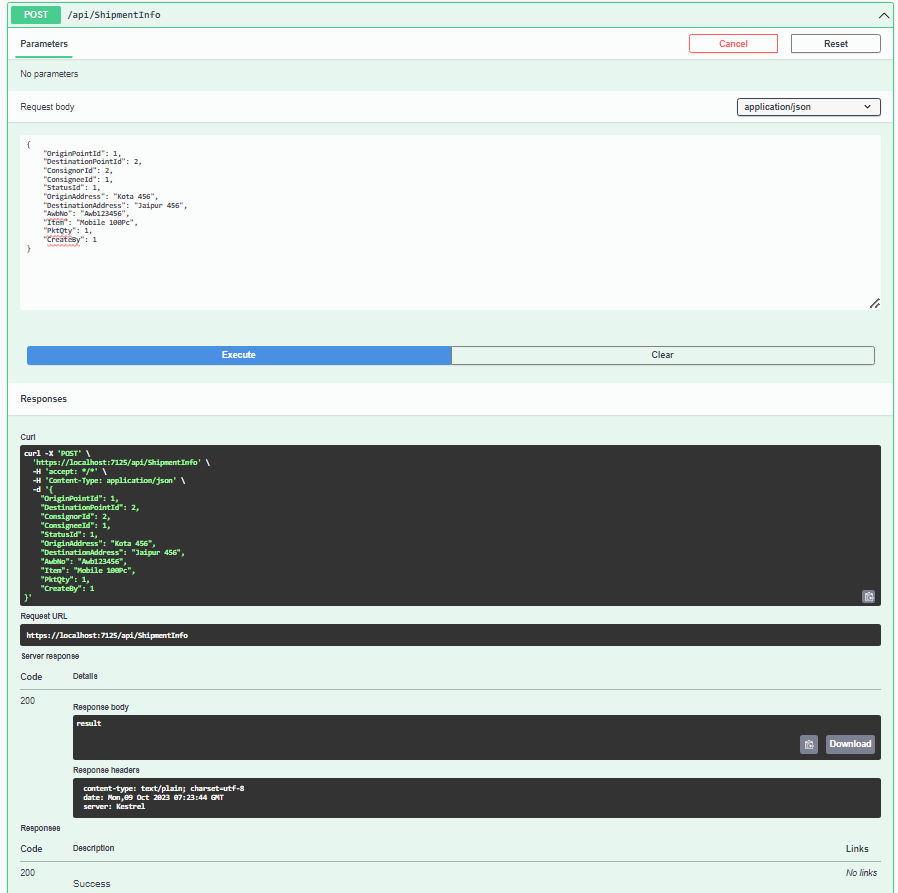 POST /api/ShipmentInfo
Parameters Cancel Reset
No parameters
Request body application/json
{
"OriginPointId": 1,
"DestinationPointId": 2,
"ConsignorId": 2,
"ConsigneeId": 1,
"StatusId": 1,
"OriginAddress": "Kota 456",
"DestinationAddress": "Jaipur 456",
"AwbNo": "Awb123456",
"Item": "Mobile 100Pc",
"PktQty": 1,
"CreateBy": 1
}
Execute Clear
Responses
Curl
curl -X 'POST' \
'https://localhost:7125/api/ShipmentInfo' \
-H 'accept: */*' \
-H 'Content-Type: application/json' \
-d '{
"OriginPointId": 1,
"DestinationPointId": 2,
"ConsignorId": 2,
"ConsigneeId": 1,
"StatusId": 1,
"OriginAddress": "Kota 456",
"DestinationAddress": "Jaipur 456",
"AwbNo": "Awb123456",
"Item": "Mobile 100Pc",
"PktQty": 1,
"CreateBy": 1
}'
Request URL
https://localhost:7125/api/ShipmentInfo
Server response
Code Details
200
Response body
result
Download
Response headers
content-type: text/plain; charset=utf-8
date: Mon,09 Oct 2023 07:23:44 GMT
server: Kestrel
Responses
Code Description Links
200 No links
Success